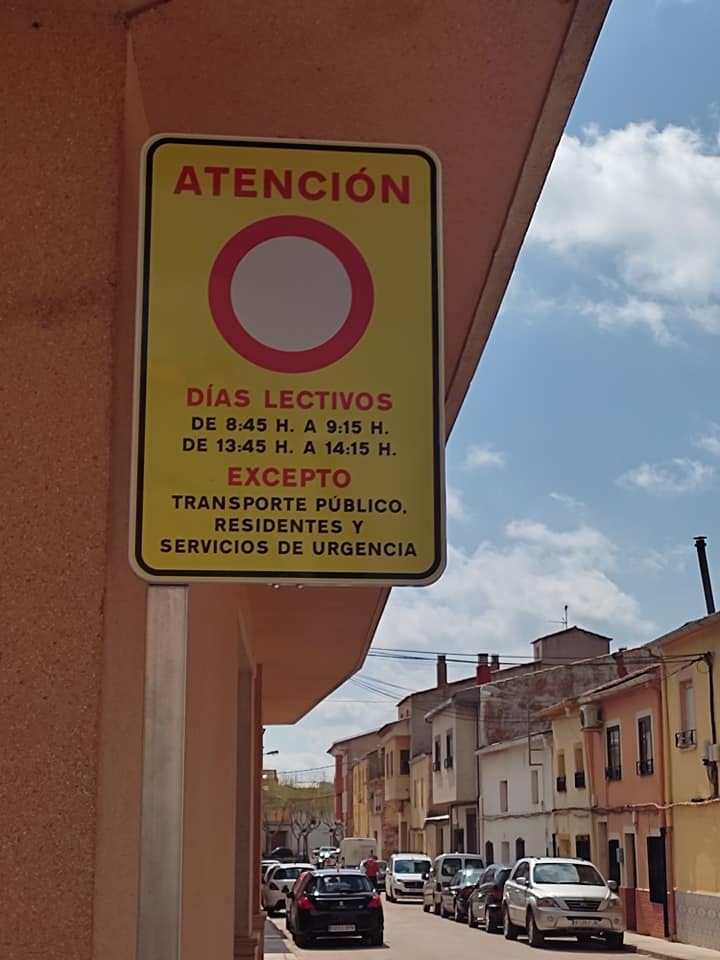 ATENCIÓN
DÍAS LECTIVOS
DE 8:45 H. A 9:15 H.
DE 13:45 H. A 14:15 H.
EXCEPTO
TRANSPORTE PÚBLICO,
RESIDENTES Y
SERVICIOS DE URGENCIA